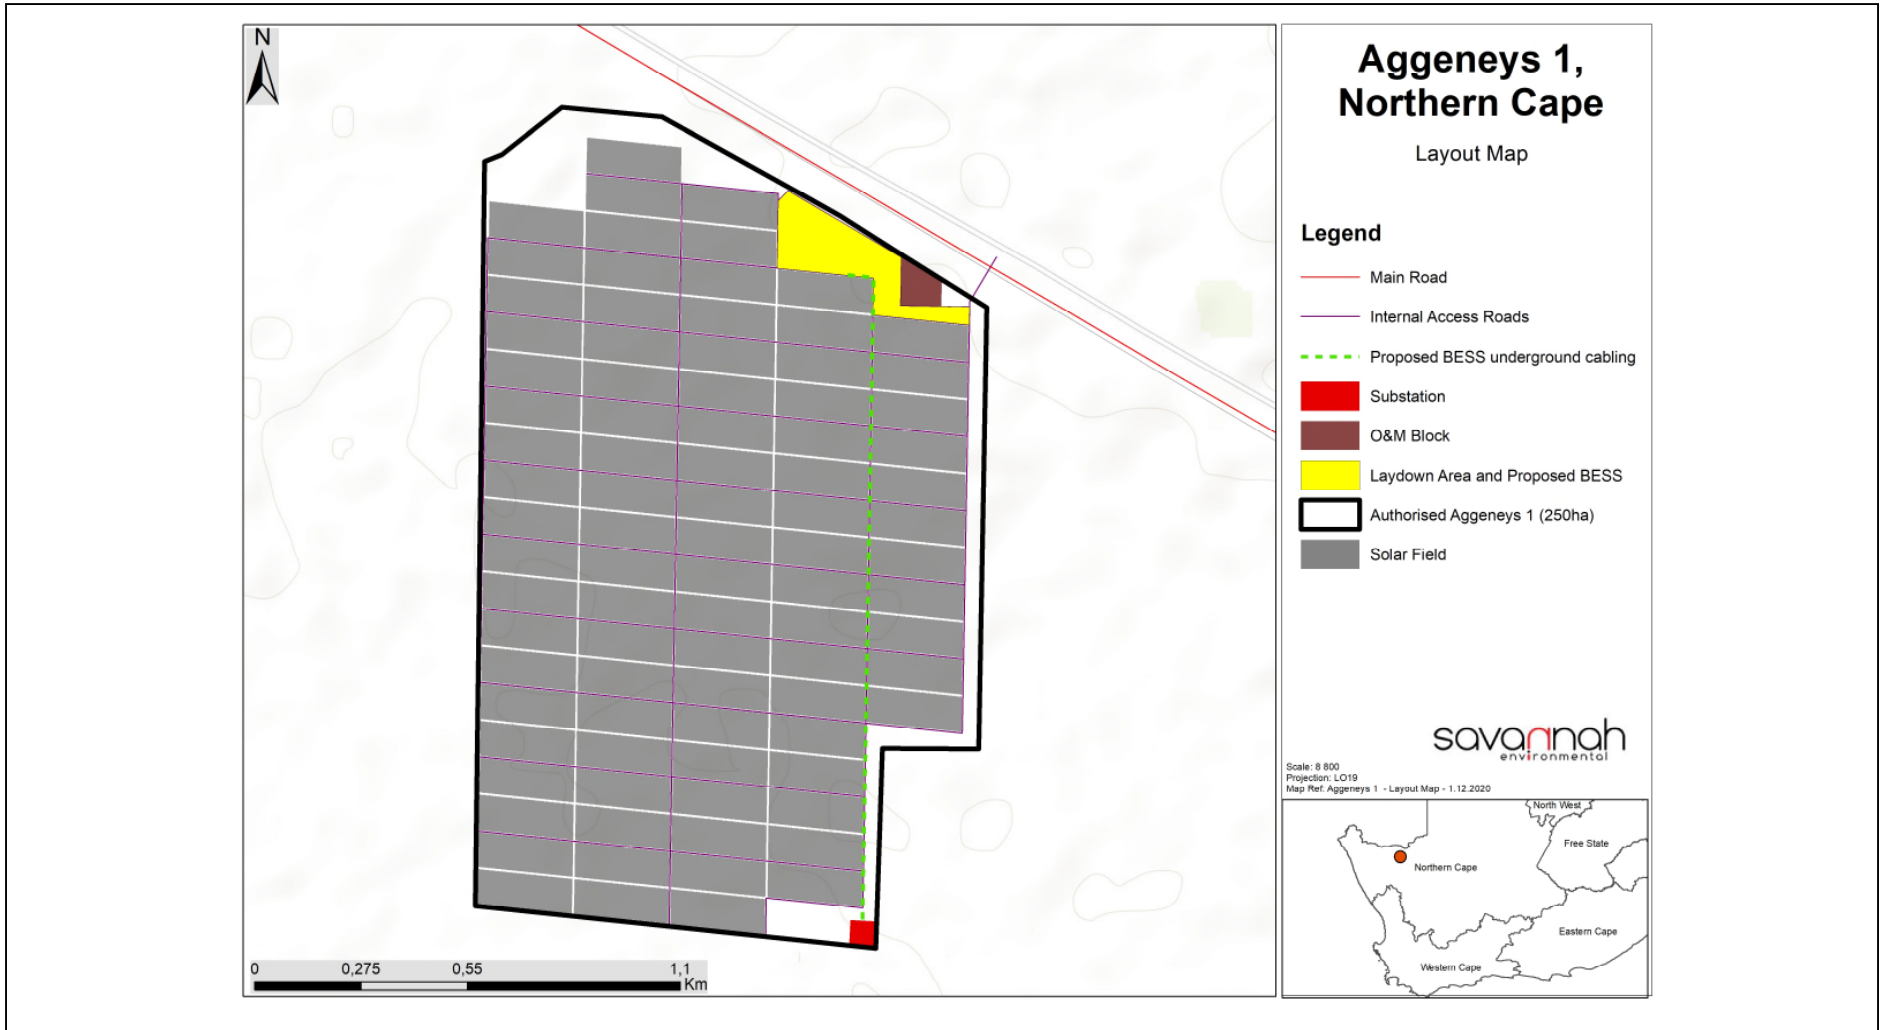 N
Aggeneys 1,
Northern Cape
Layout Map
Legend
Main Road
Internal Access Roads
Proposed BESS underground cabling
Substation
O&M Block
Laydown Area and Proposed BESS
Authorised Aggeneys 1 (250ha)
Solar Field
savannah
environmental
Scale: 8 800
Projection: LO19
Map Ref. Aggeneys 1 - Layout Map - 1.12.2020
North West
Free State
Northern Cape
Eastern Cape
Western Cape
0 0,275 0,55 1,1
Km